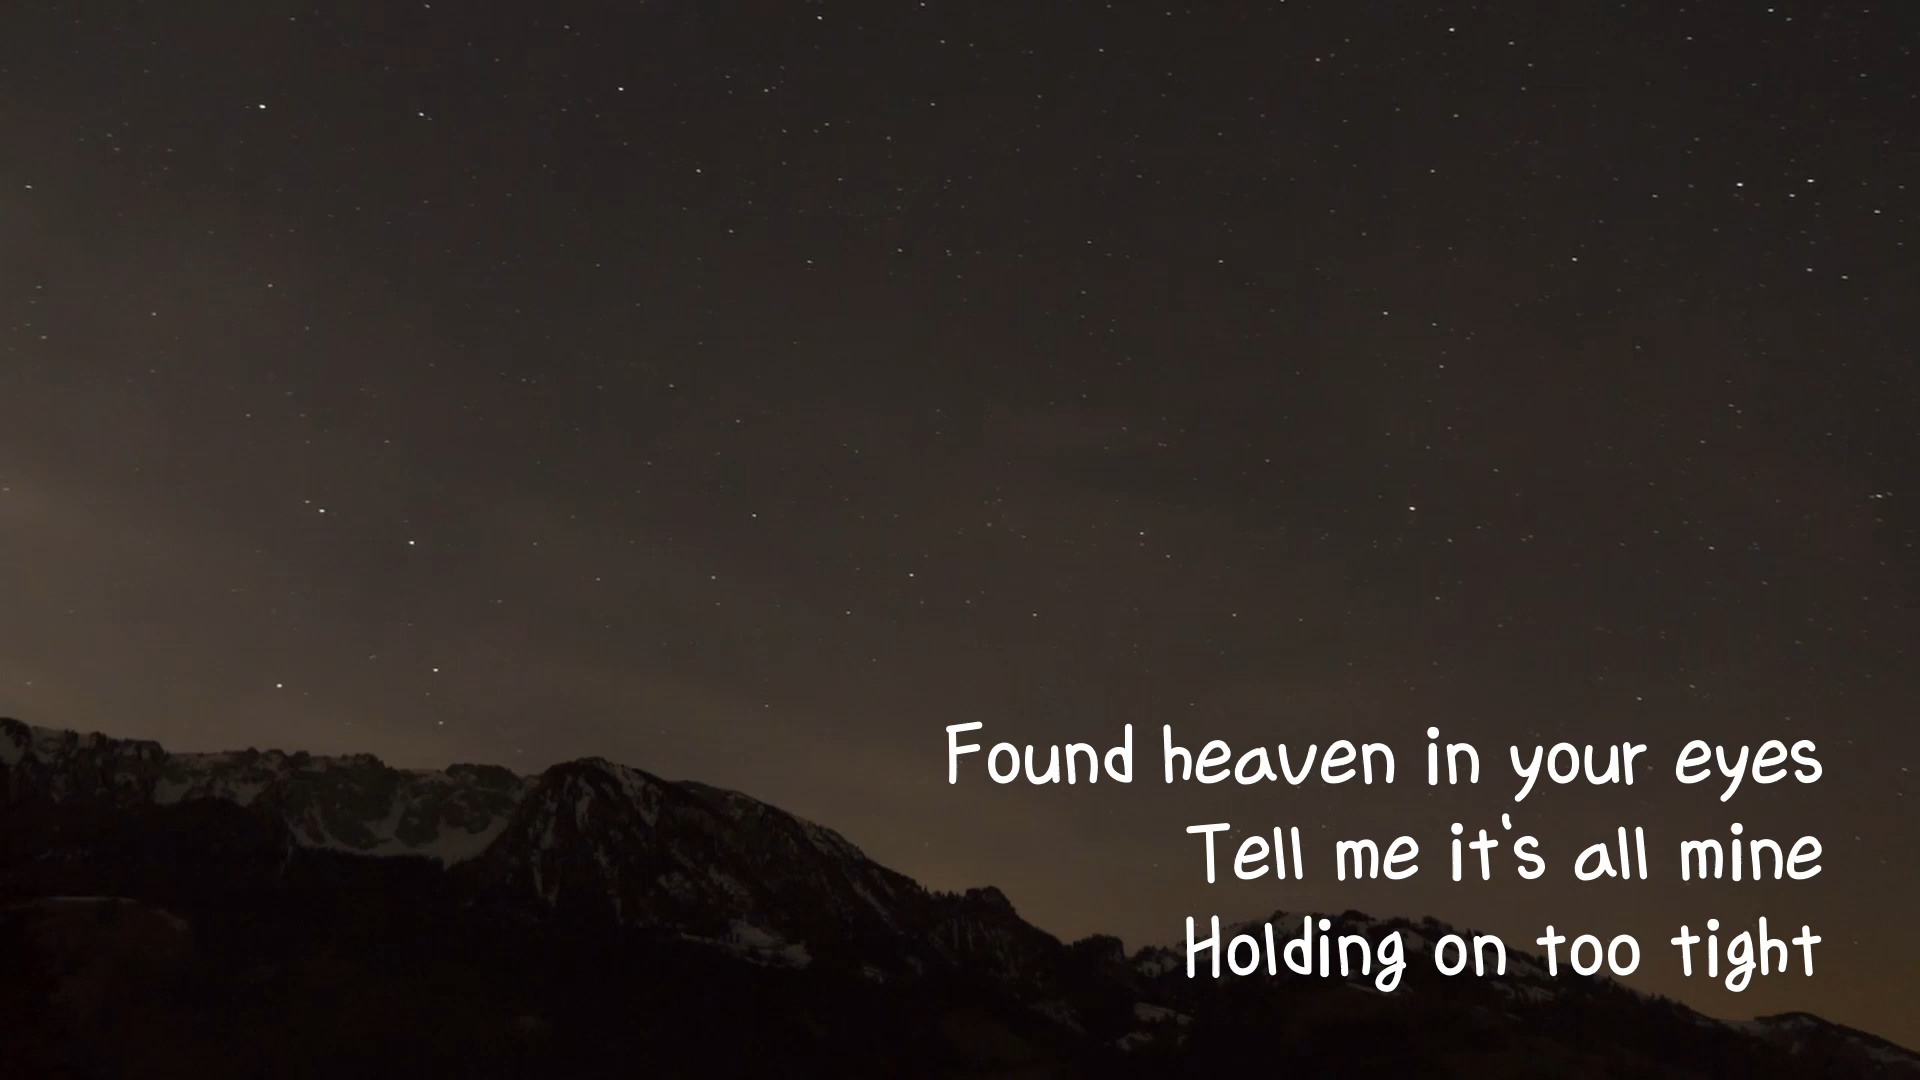 Found heaven in your eyes
Tell me it's all mine
Holding on too tight